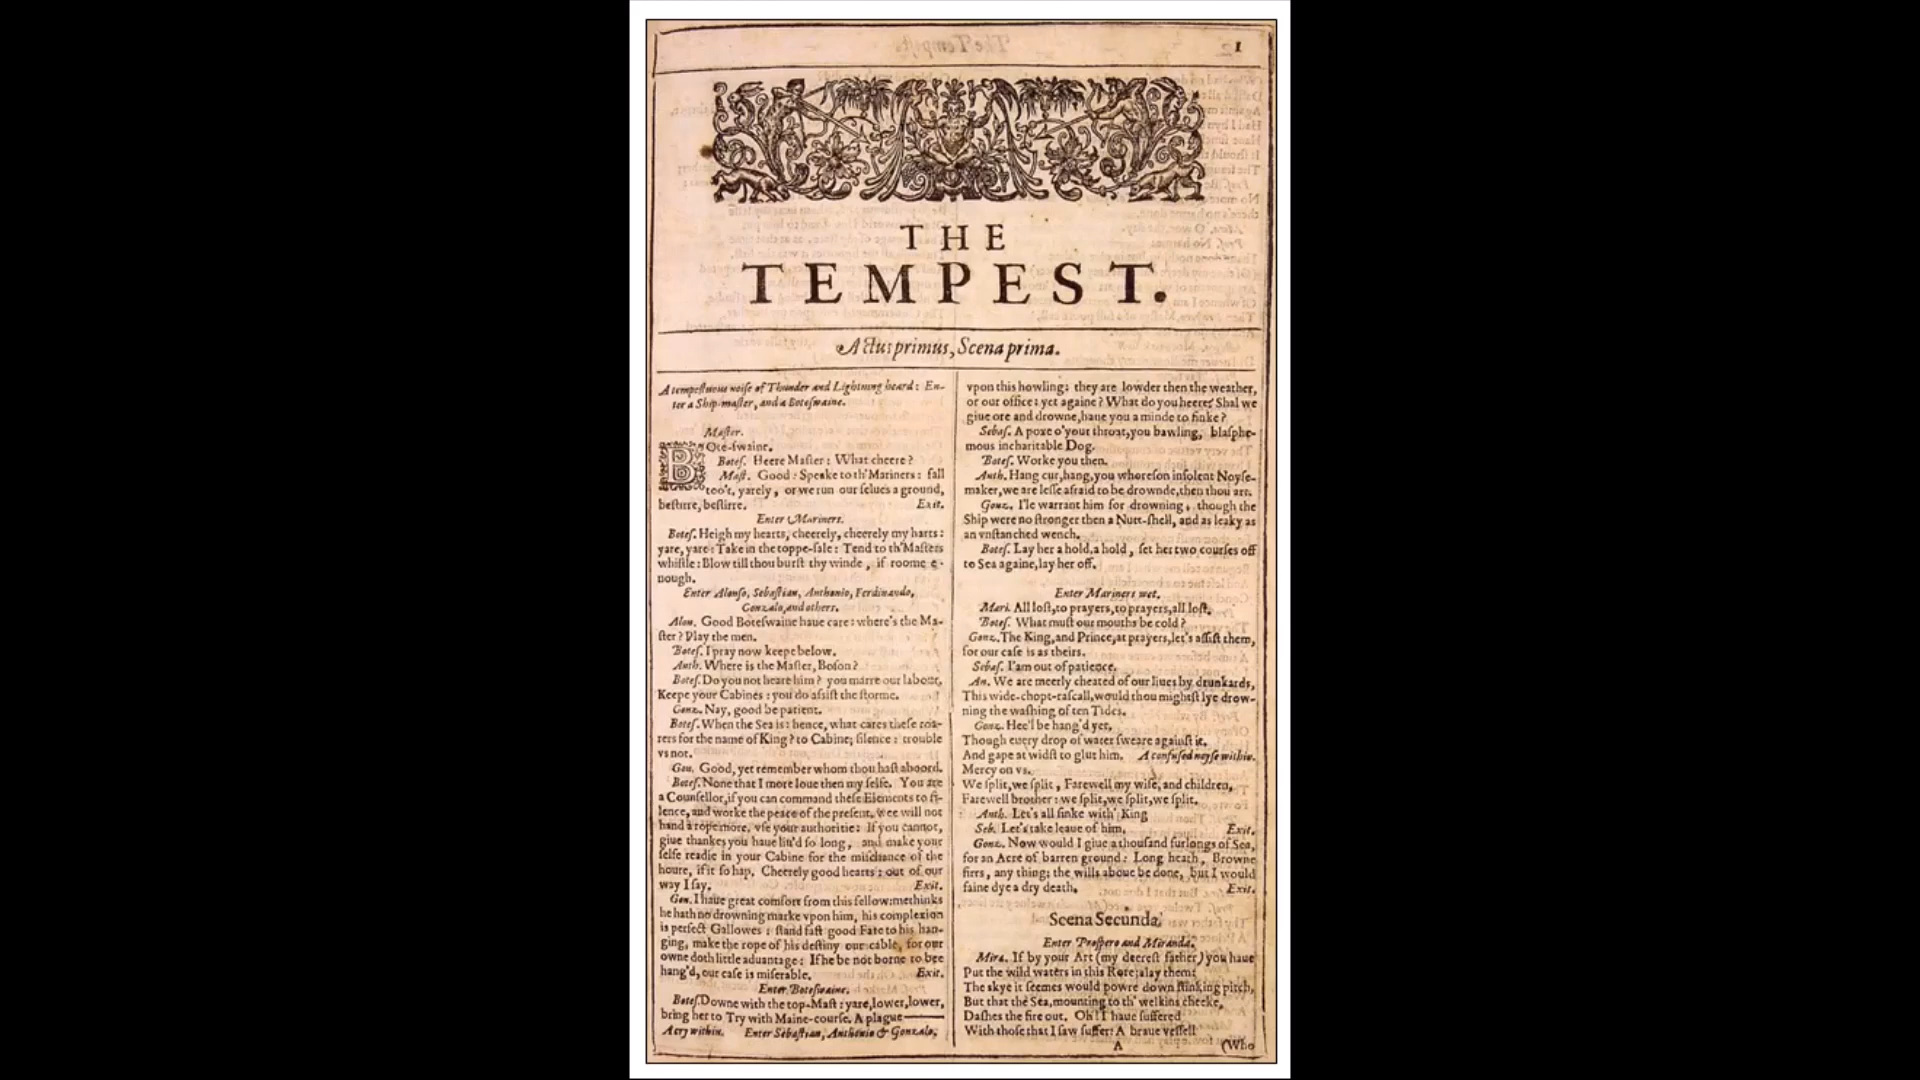 1
THE
TEMPEST.
Actus primus, Scena prima.
A tempestuous noise of Thunder and Lightning heard: En-
ter a Ship-master, and a Boteswaine.
Master.
BOte-swaine.
Botes. Heere Master: What cheere?
Mast. Good: Speake to th'Mariners: fall
too't, yarely, or we run our selues a ground,
bestirre, bestirre. Exit.
Enter Mariners.
Botes. Heigh my hearts, cheerely, cheerely my harts:
yare, yare: Take in the toppe-sale: Tend to th'Masters
whistle: Blow till thou burst thy winde, if roome e-
nough.
Enter Alonso, Sebastian, Anthonio, Ferdinando,
Gonzalo, and others.
Alon. Good Boteswaine haue care: where's the Ma-
ster? Play the men.
Botes. I pray now keepe below.
Anth. Where is the Master, Boson?
Botes. Do you not heare him? you marre our labour,
Keepe your Cabines: you do assist the storme.
Gonz. Nay, good be patient.
Botes. When the Sea is: hence, what cares these roa-
rers for the name of King? to Cabine; silence: trouble
vs not.
Gon. Good, yet remember whom thou hast aboord.
Botes. None that I more loue then my selfe. You are
a Counsellor, if you can command these Elements to si-
lence, and worke the peace of the present, wee will not
hand a rope more, vse your authoritie: If you cannot,
giue thankes you haue liu'd so long, and make your
selfe readie in your Cabine for the mischance of the
houre, if it so hap. Cheerely good hearts: out of our
way I say. Exit.
Gon. I haue great comfort from this fellow: methinks
he hath no drowning marke vpon him, his complexion
is perfect Gallowes: stand fast good Fate to his han-
ging, make the rope of his destiny our cable, for our
owne doth little aduantage: If he be not borne to bee
hang'd, our case is miserable. Exit.
Enter Boteswaine.
Botes. Downe with the top-Mast: yare, lower, lower,
bring her to Try with Maine-course. A plague——
A cry within. Enter Sebastian, Anthonio & Gonzalo.
vpon this howling: they are lowder then the weather,
or our office: yet againe? What do you heere? Shal we
giue ore and drowne, haue you a minde to sinke?
Sebas. A poxe o'your throat, you bawling, blasphe-
mous incharitable Dog.
Botes. Worke you then.
Anth. Hang cur, hang, you whoreson insolent Noyse-
maker, we are lesse afraid to be drownde, then thou art.
Gonz. I'le warrant him for drowning, though the
Ship were no stronger then a Nutt-shell, and as leaky as
an vnstanched wench.
Botes. Lay her a hold, a hold, set her two courses off
to Sea againe, lay her off.
Enter Mariners wet.
Mari. All lost, to prayers, to prayers, all lost.
Botes. What must our mouths be cold?
Gonz. The King, and Prince, at prayers, let's assist them,
for our case is as theirs.
Sebas. I'am out of patience.
An. We are meerly cheated of our liues by drunkards,
This wide-chopt-rascall, would thou mightst lye drow-
ning the washing of ten Tides.
Gonz. Hee'l be hang'd yet,
Though euery drop of water sweare against it,
And gape at widst to glut him. A confused noyse within.
Mercy on vs.
We split, we split, Farewell my wife, and children,
Farewell brother: we split, we split, we split.
Anth. Let's all sinke with' King
Seb. Let's take leaue of him. Exit.
Gonz. Now would I giue a thousand furlongs of Sea,
for an Acre of barren ground: Long heath, Browne
firrs, any thing; the wills aboue be done, but I would
faine dye a dry death. Exit.
Scena Secunda.
Enter Prospero and Miranda.
Mira. If by your Art (my deerest father) you haue
Put the wild waters in this Rore; alay them:
The skye it seemes would powre down stinking pitch,
But that the Sea, mounting to th' welkins cheeke,
Dashes the fire out. Oh! I haue suffered
With those that I saw suffer: A braue vessell
A (Who